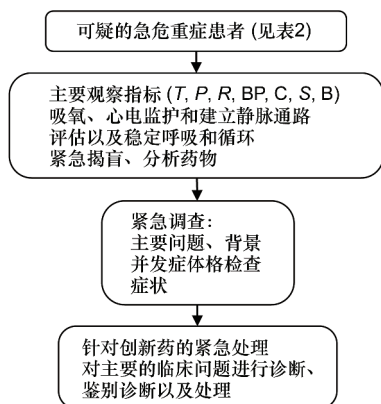 可疑的急危重症患者 (见表2)
主要观察指标 (T, P, R, BP, C, S, B)
吸氧、心电监护和建立静脉通路
评估以及稳定呼吸和循环
紧急揭盲、分析药物
紧急调查:
主要问题、背景
并发症体格检查
症状
针对创新药的紧急处理
对主要的临床问题进行诊断、
鉴别诊断以及处理